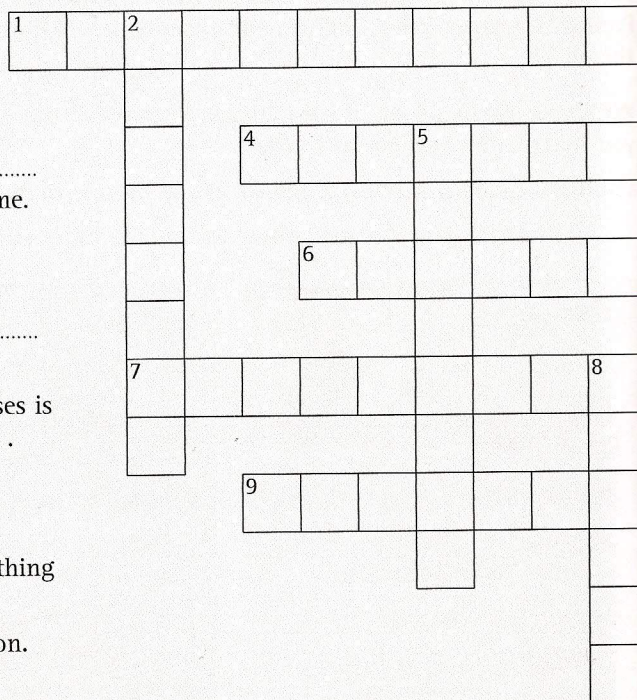 1 2
4 5
.......
me.
6
.......
7 8
ses is
.
9
thing
on.